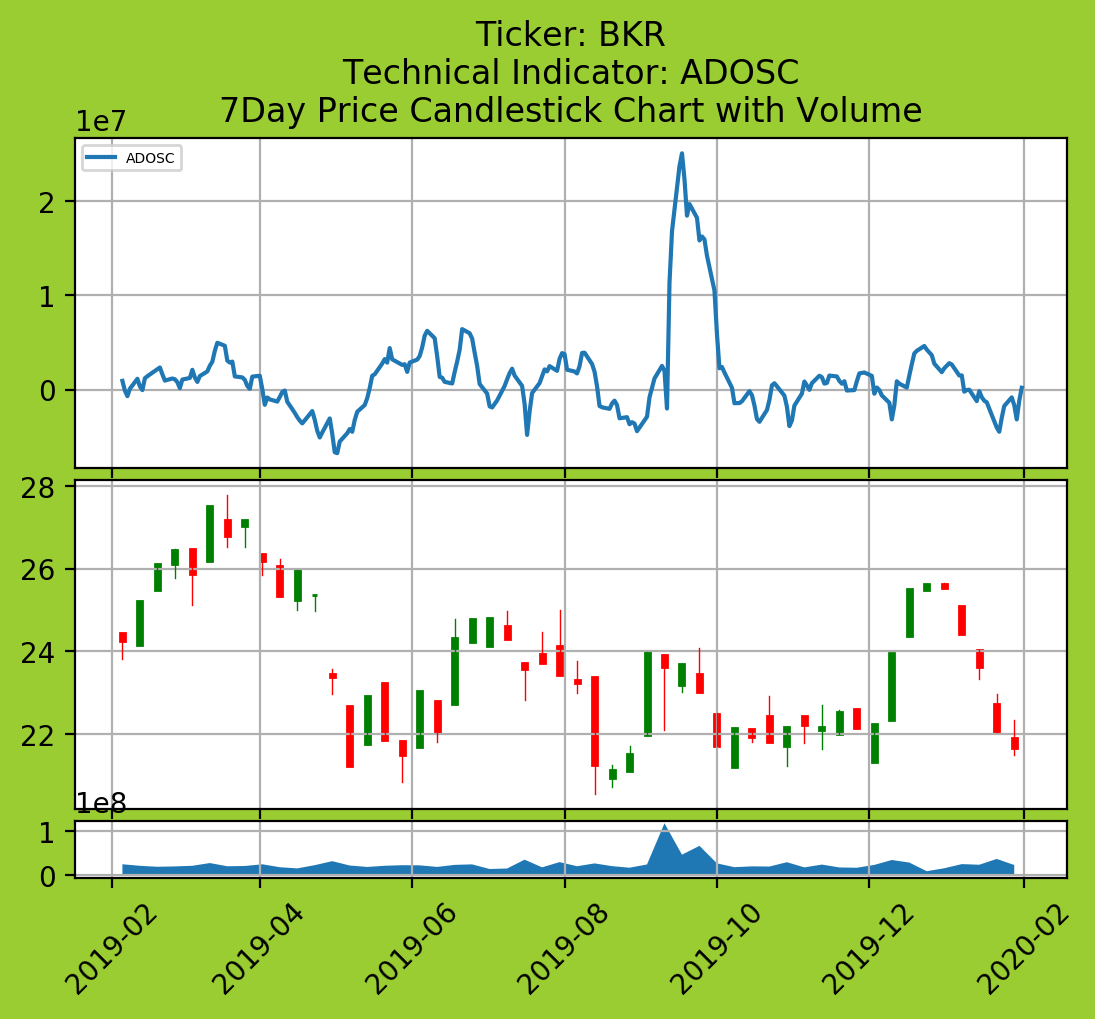 Ticker: BKR
Technical Indicator: ADOSC
7Day Price Candlestick Chart with Volume
1e7
ADOSC
2
1
0
28
26
24
22
1e8
1
0
2019-02 2019-04 2019-06 2019-08 2019-10 2019-12 2020-02